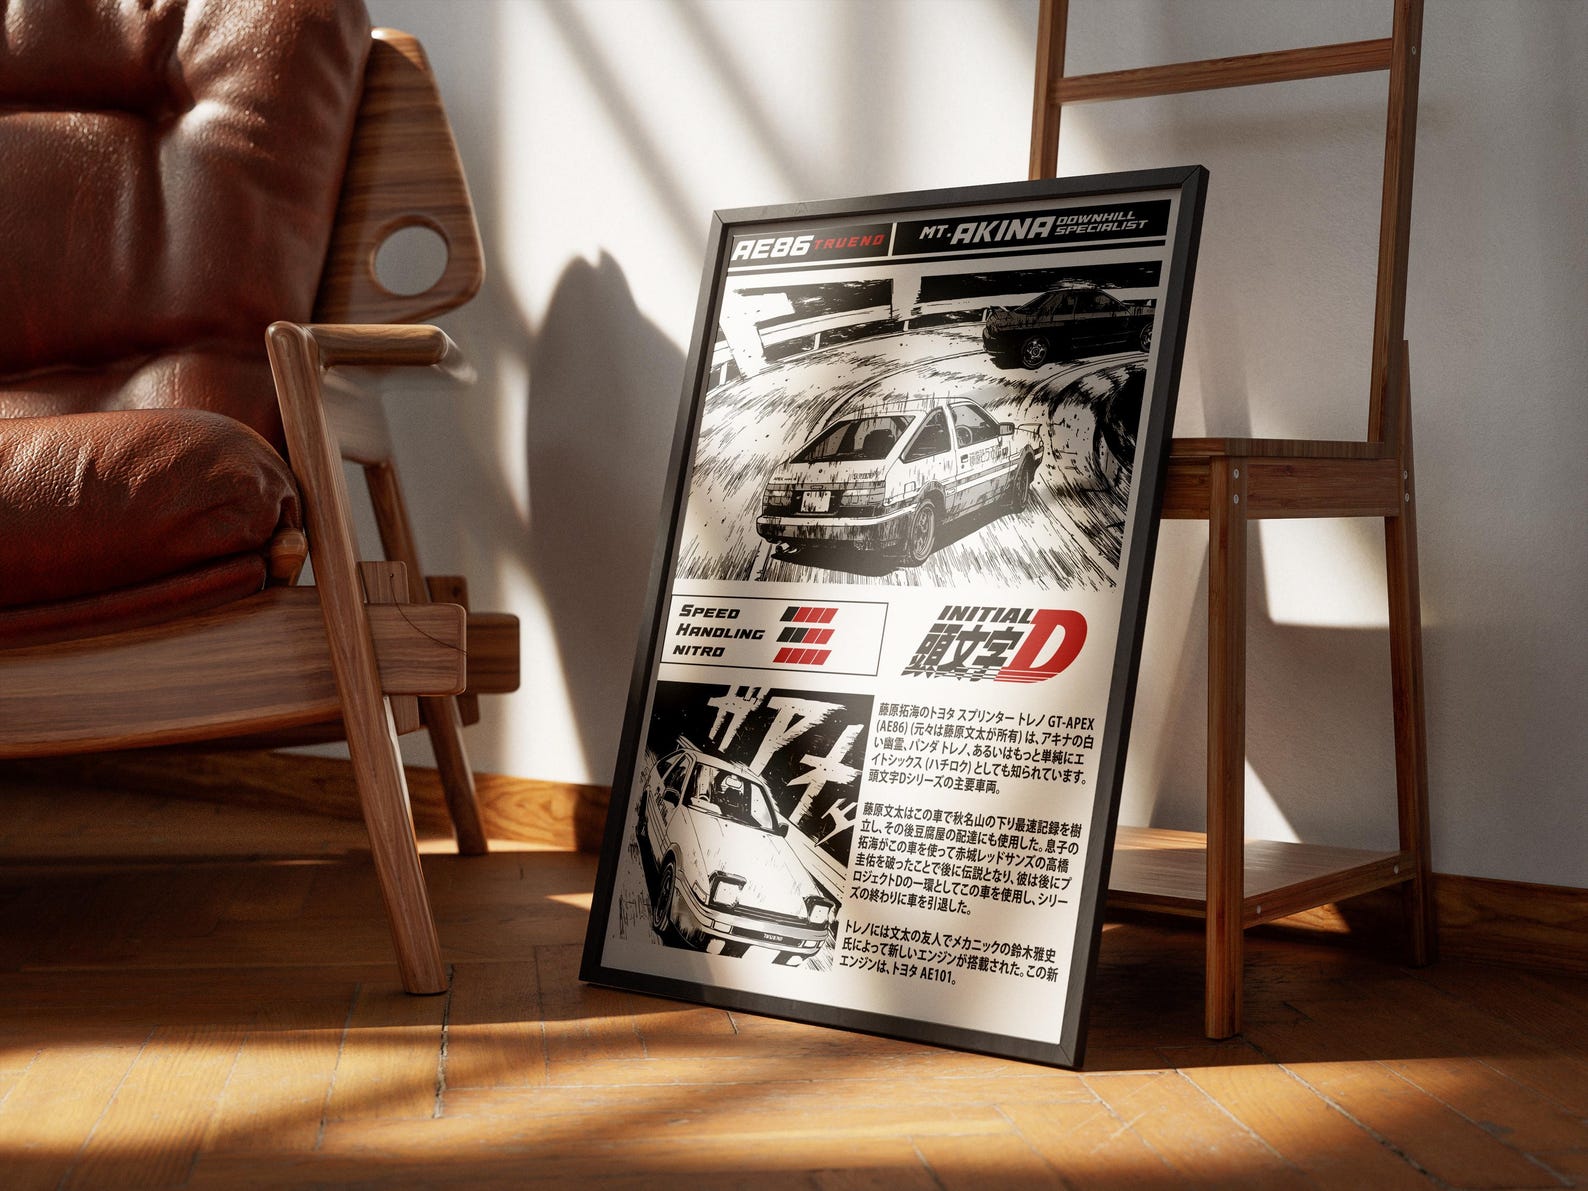 AE86 TRUENO
MT. AKINA DOWNHILL SPECIALIST
SPEED
HANDLING
NITRO
INITIAL D
頭文字
ガアァ
藤原拓海のトヨタ スプリンター トレノ GT-APEX
(AE86) (元々は藤原文太が所有) は、アキナの白
い幽霊、パンダ トレノ、あるいはもっと単純にエ
イトシックス (ハチロク) としても知られています。
頭文字Dシリーズの主要車両。
藤原文太はこの車で秋名山の下り最速記録を樹
立し、その後豆腐屋の配達にも使用した。息子の
拓海がこの車を使って赤城レッドサンズの高橋
圭佑を破ったことで後に伝説となり、彼は後にプ
ロジェクトDの一環としてこの車を使用し、シリー
ズの終わりに車を引退した。
トレノには文太の友人でメカニックの鈴木雅史
氏によって新しいエンジンが搭載された。この新
エンジンは、トヨタ AE101。
TRUENO